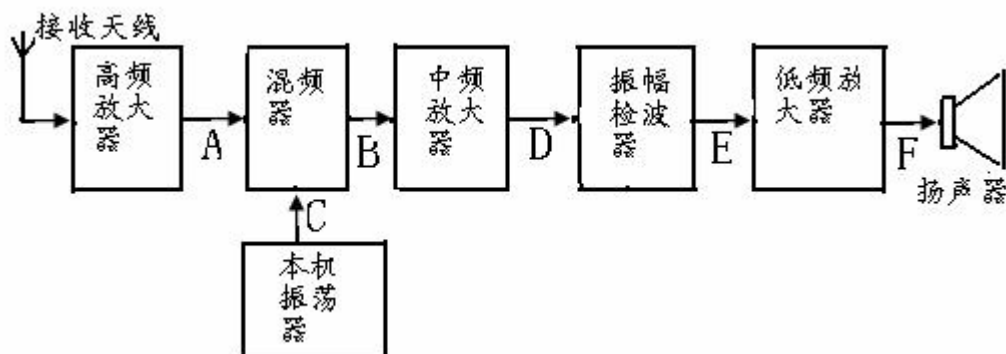 接收天线
高频
放大
器
混频
器
中频
放大
器
振幅
检波
器
低频放
大器
A
B
D
E
F
扬声器
C
本机
振荡
器